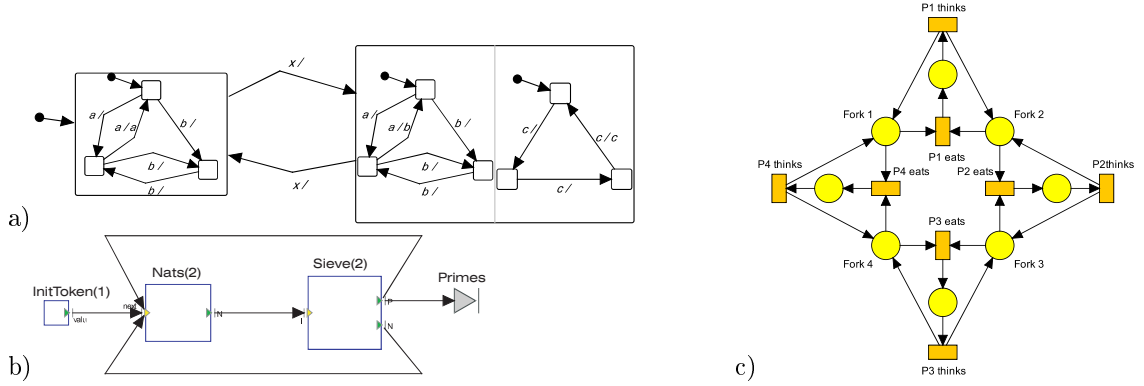 x /
a /
a / a
b /
b /
b /
a /
a / b
b /
b /
b /
c /
c / c
c /
x /
a)
InitToken(1)
valu
next
Nats(2)
N
Sieve(2)
I
P
N
Primes
b)
P1 thinks
Fork 1
Fork 2
P1 eats
P4 thinks
P4 eats
P2 eats
P2thinks
P3 eats
Fork 4
Fork 3
P3 thinks
c)